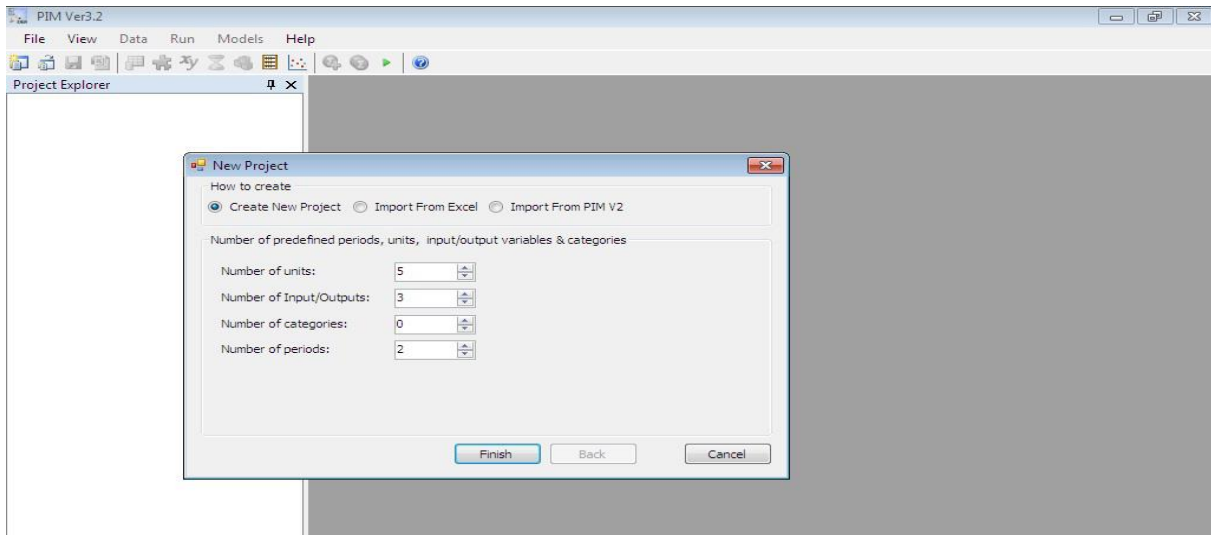 PIM Ver3.2
File View Data Run Models Help
Project Explorer
New Project
How to create
Create New Project Import From Excel Import From PIM V2
Number of predefined periods, units, input/output variables & categories
Number of units: 5
Number of Input/Outputs: 3
Number of categories: 0
Number of periods: 2
Finish Back Cancel